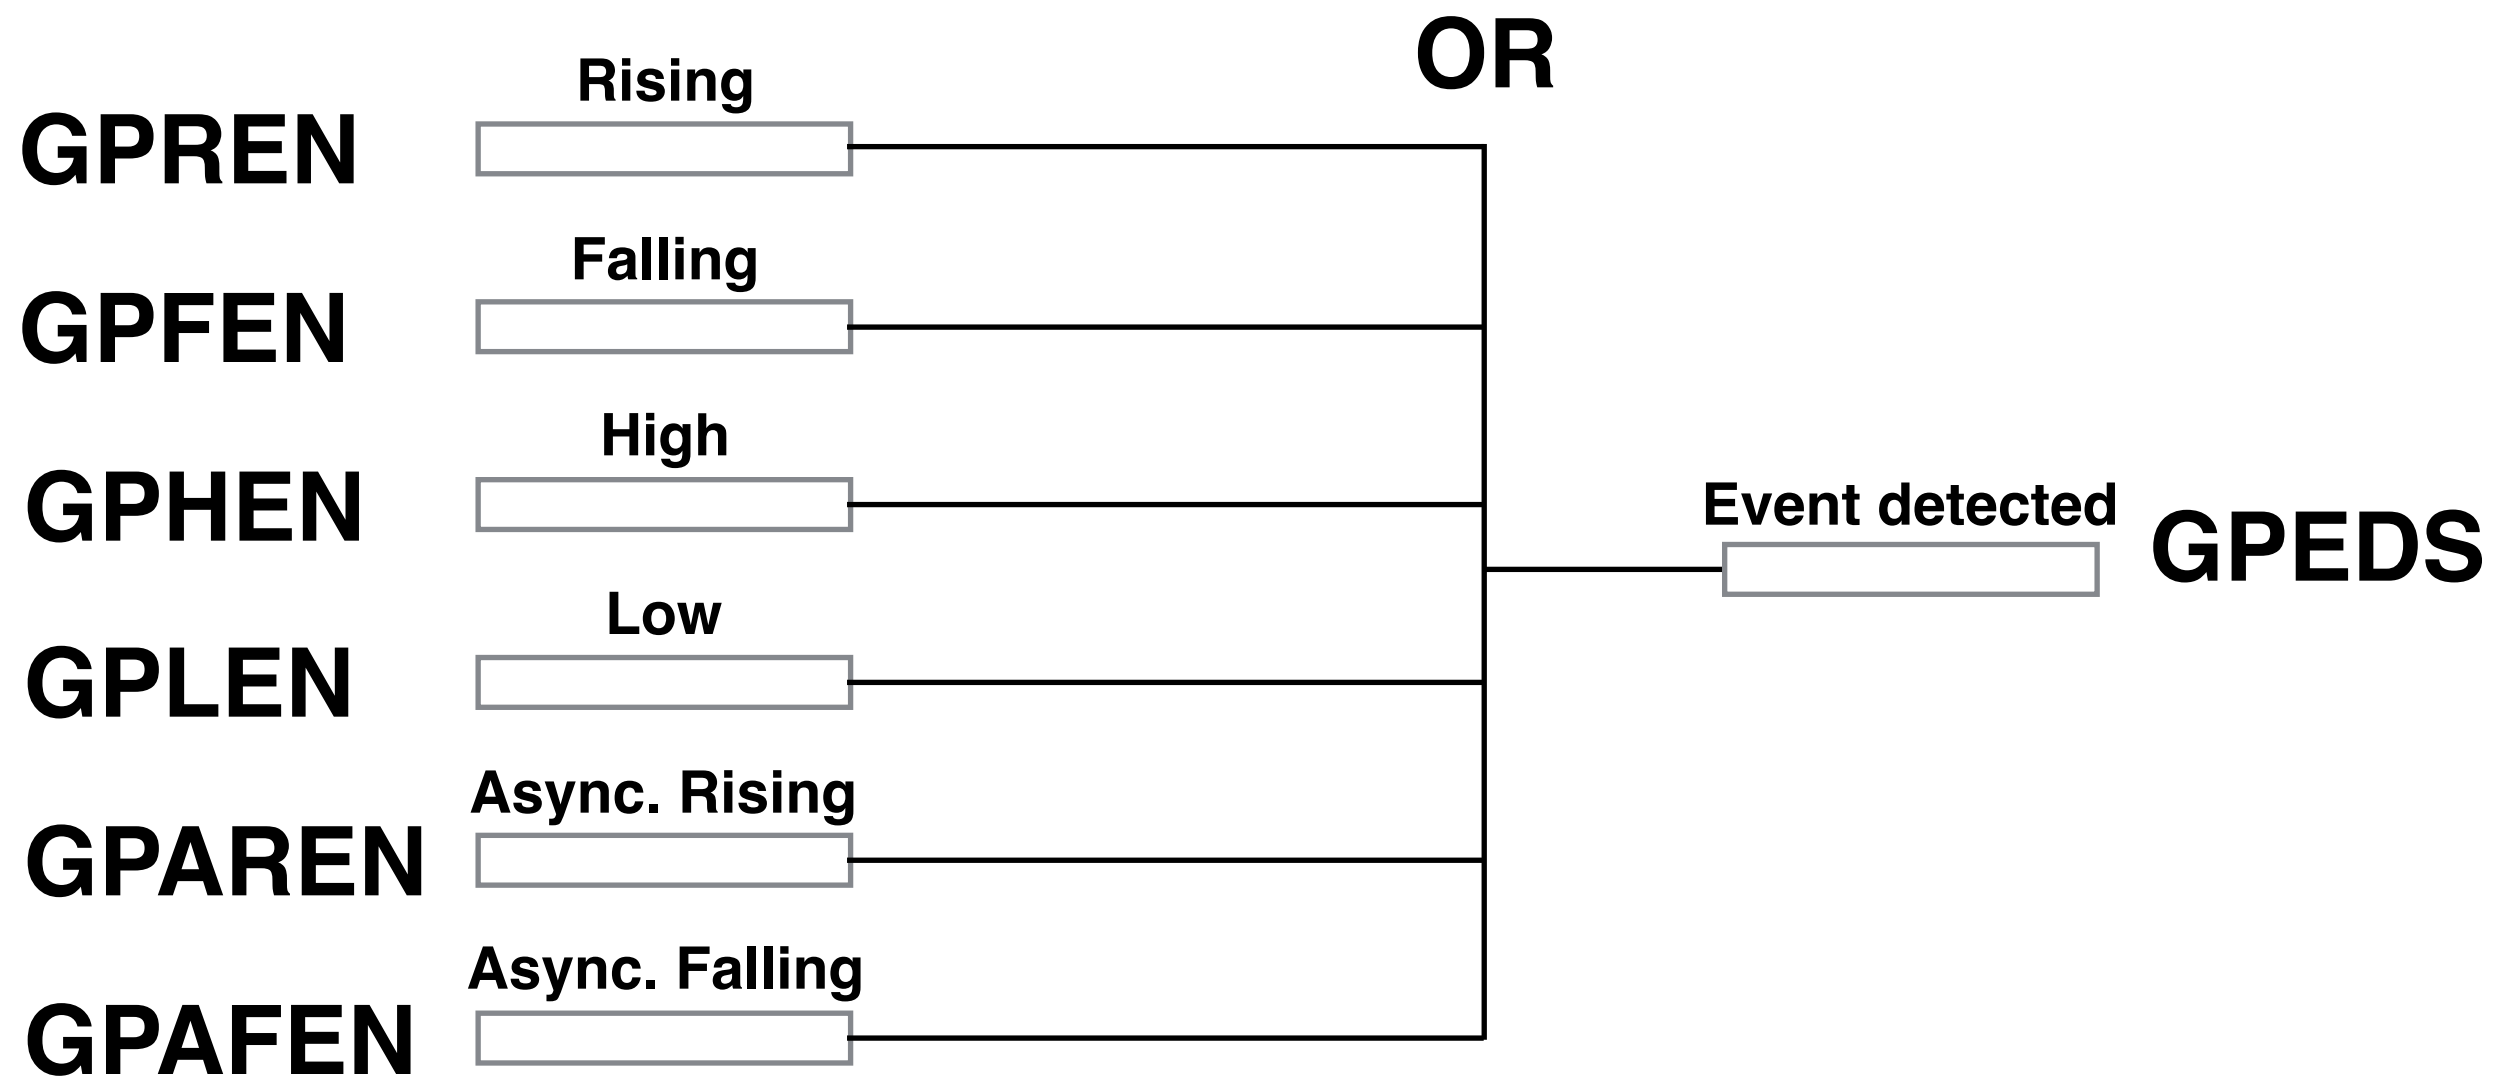 OR
Rising
GPREN
Falling
GPFEN
High
GPHEN
Event detected
GPEDS
Low
GPLEN
Async. Rising
GPAREN
Async. Falling
GPAFEN